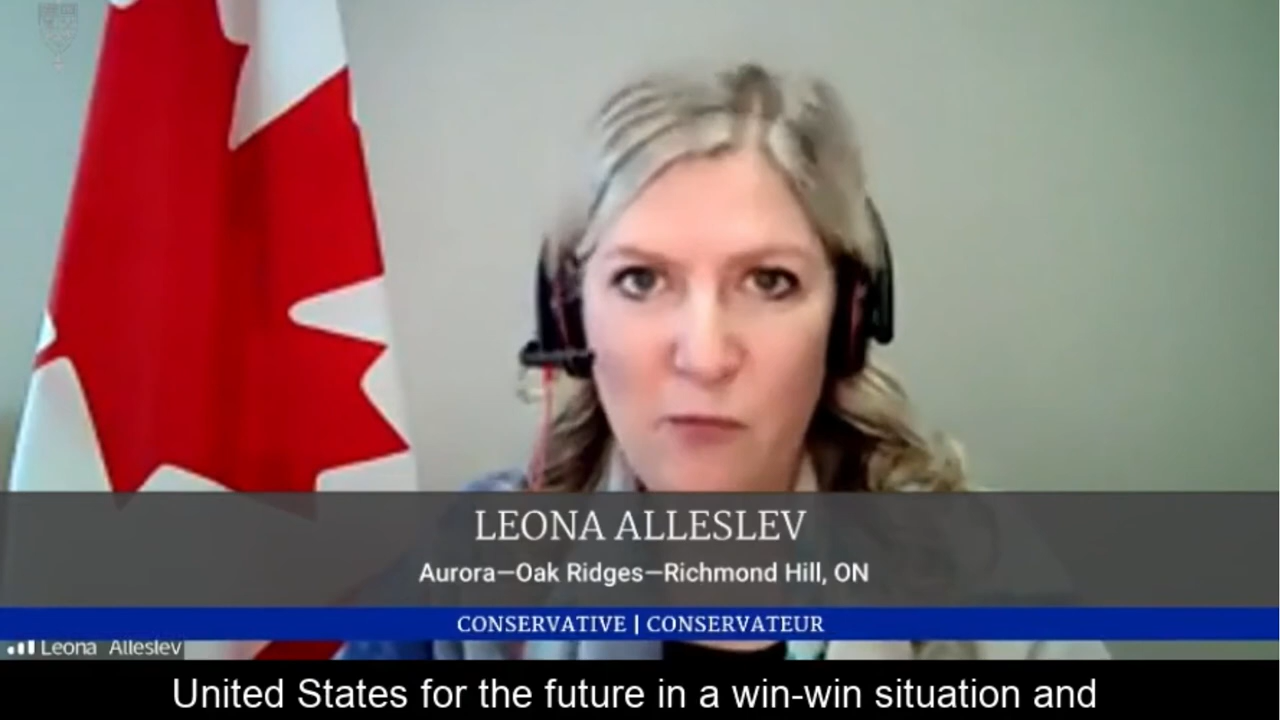 LEONA ALLESLEV
Aurora—Oak Ridges—Richmond Hill, ON
CONSERVATIVE | CONSERVATEUR
Leona Alleslev
United States for the future in a win-win situation and